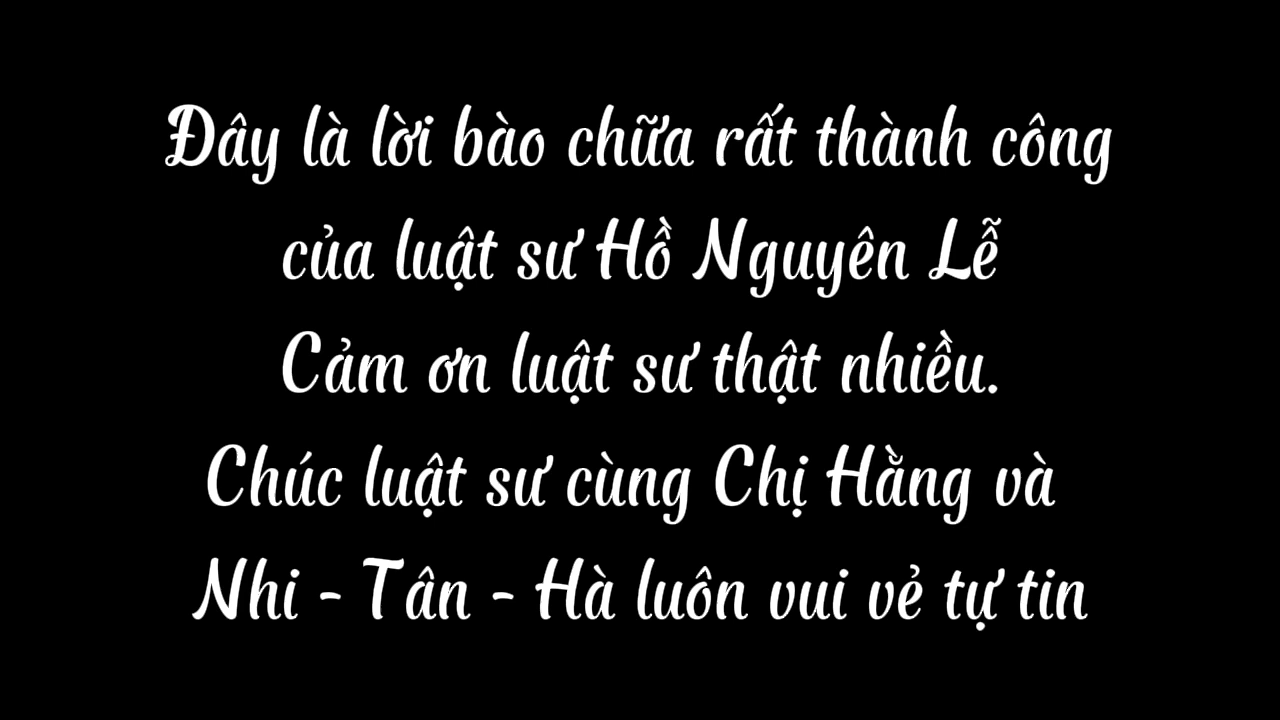 Đây là lời bào chữa rất thành công
của luật sư Hồ Nguyên Lễ
Cảm ơn luật sư thật nhiều.
Chúc luật sư cùng Chị Hằng và
Nhi - Tân - Hà luôn vui vẻ tự tin